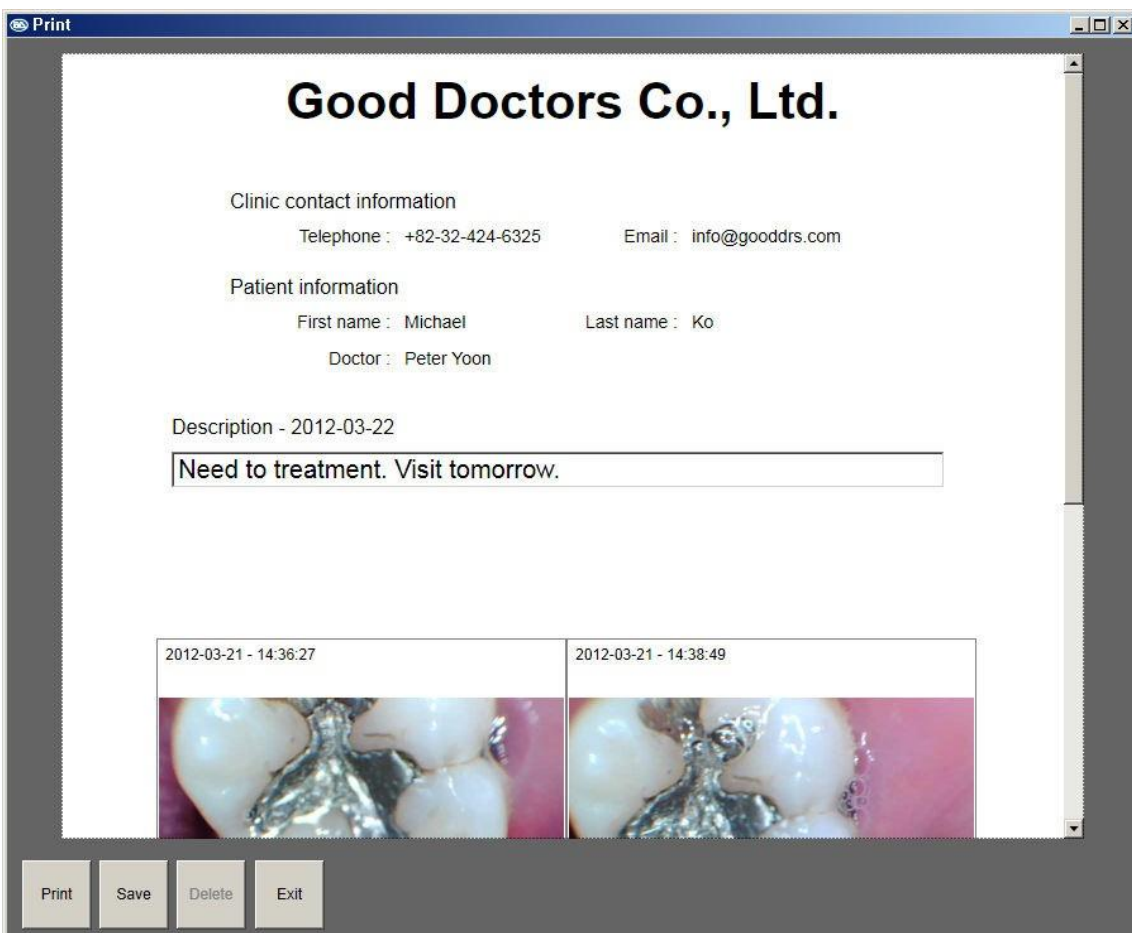 Print
Good Doctors Co., Ltd.
Clinic contact information
Telephone : +82-32-424-6325 Email : info@gooddrs.com
Patient information
First name : Michael Last name : Ko
Doctor : Peter Yoon
Description - 2012-03-22
Need to treatment. Visit tomorrow.
2012-03-21 - 14:36:27 2012-03-21 - 14:38:49
Print Save Delete Exit